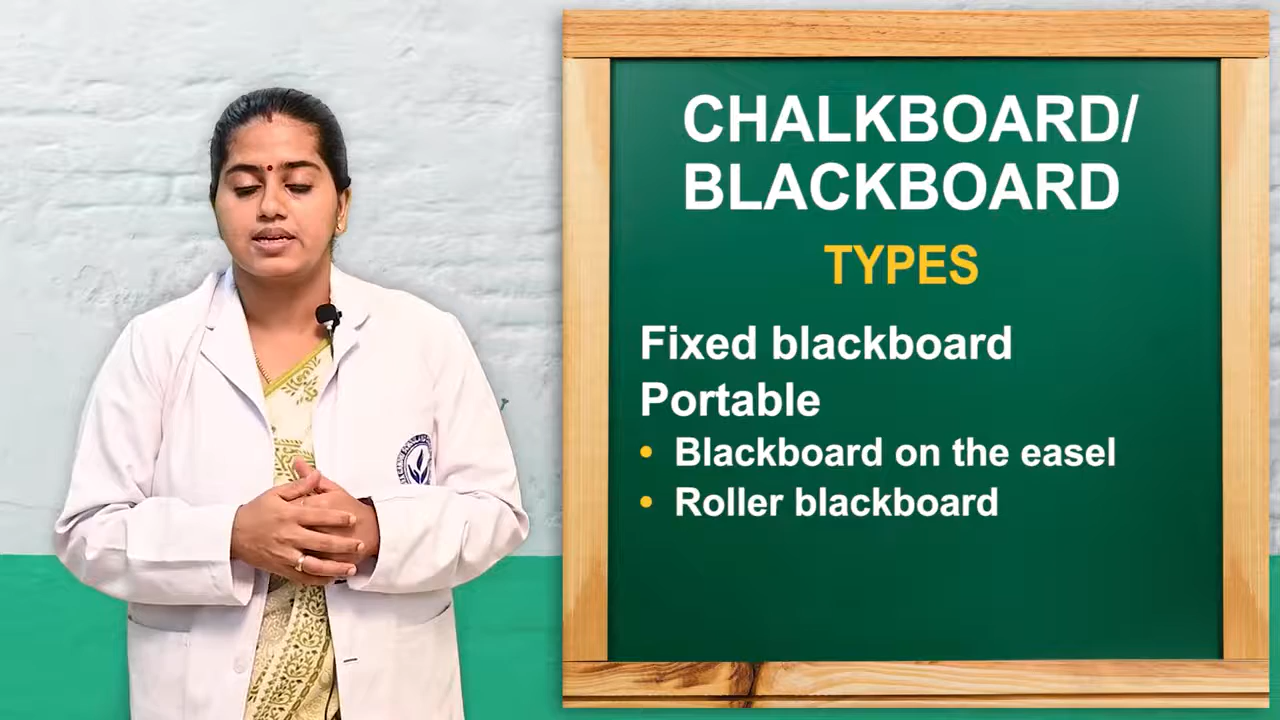 CHALKBOARD/
BLACKBOARD
TYPES
Fixed blackboard
Portable
• Blackboard on the easel
• Roller blackboard